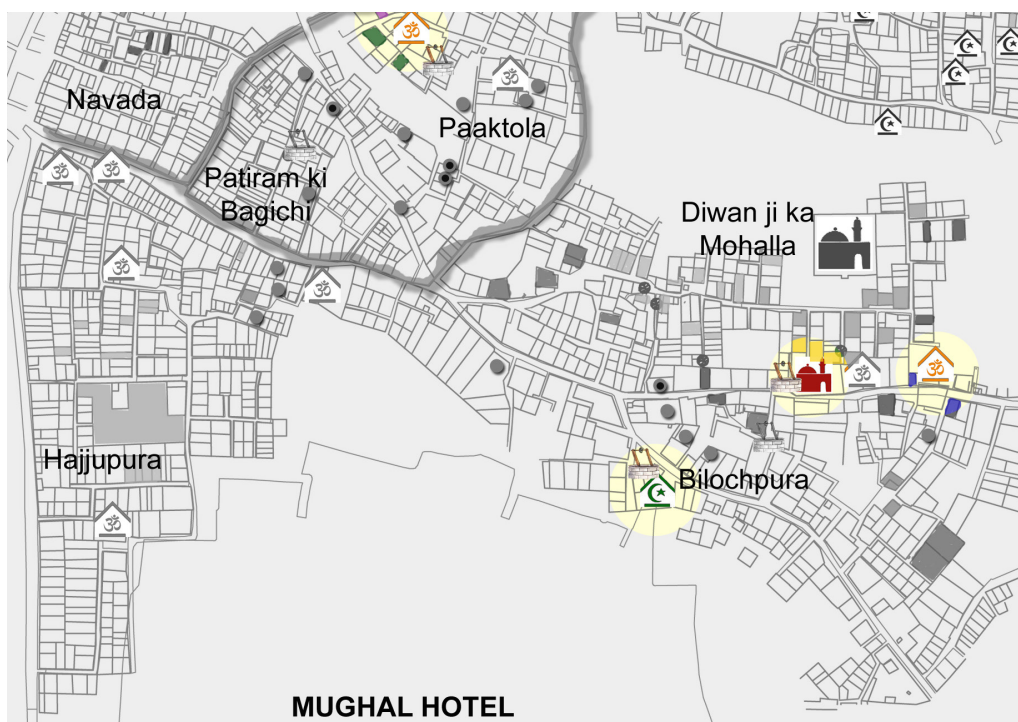 Navada
Paaktola
Patiram ki
Bagichi
Diwan ji ka
Mohalla
Hajjupura
Bilochpura
MUGHAL HOTEL
ॐ
ॐ
ॐ
ॐ
ॐ
ॐ
ॐ
ॐ
ॐ